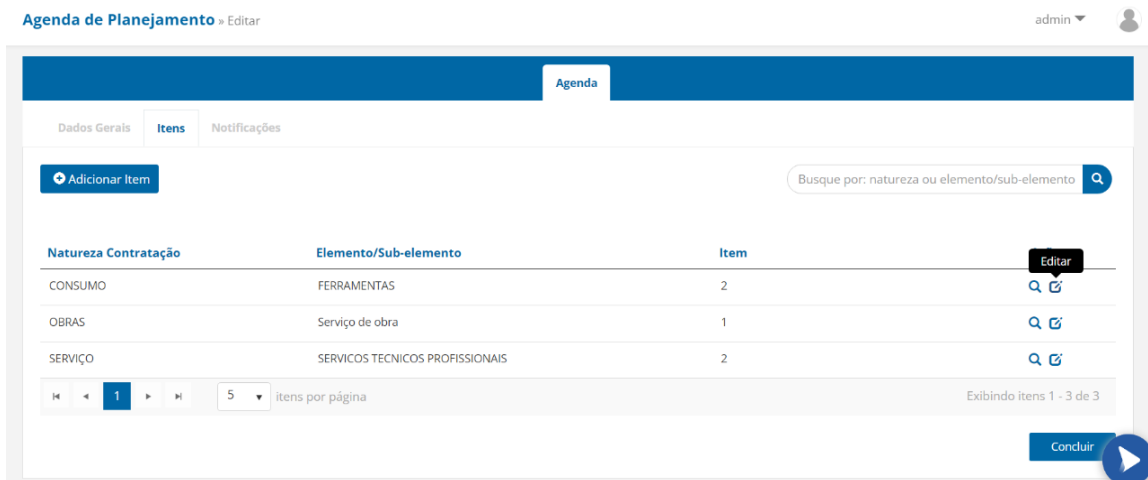 Agenda de Planejamento » Editar
admin
Agenda
Dados Gerais Itens Notificações
Adicionar Item
Busque por: natureza ou elemento/sub-elemento
Natureza Contratação Elemento/Sub-elemento Item
Editar
CONSUMO FERRAMENTAS 2
OBRAS Serviço de obra 1
SERVIÇO SERVICOS TECNICOS PROFISSIONAIS 2
1 5 itens por página Exibindo itens 1 - 3 de 3
Concluir